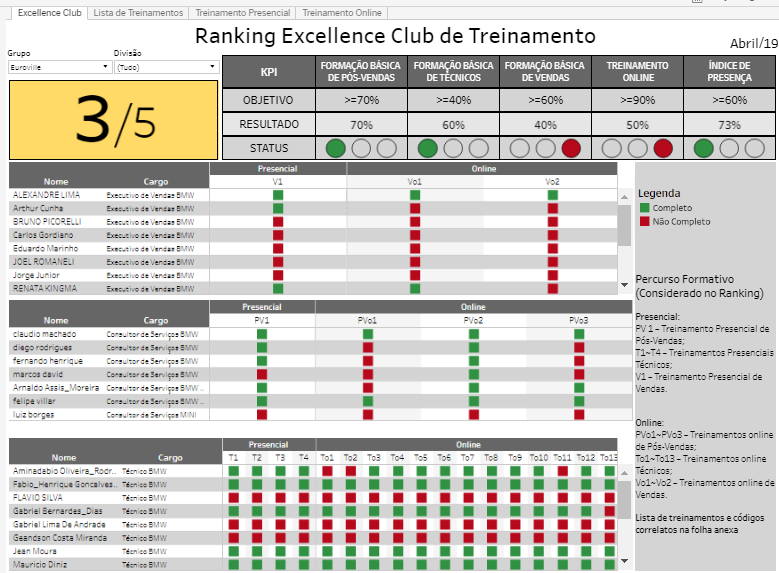 Excellence Club
Lista de Treinamentos
Treinamento Presencial
Treinamento Online
Ranking Excellence Club de Treinamento
Abril/19
Grupo
Divisão
Euroville
(Tudo)
3/5
KPI
FORMAÇÃO BÁSICA DE PÓS-VENDAS
FORMAÇÃO BÁSICA DE TÉCNICOS
FORMAÇÃO BÁSICA DE VENDAS
TREINAMENTO ONLINE
ÍNDICE DE PRESENÇA
OBJETIVO >=70% >=40% >=60% >=90% >=60%
RESULTADO 70% 60% 40% 50% 73%
STATUS
Presencial Online
Nome Cargo V1 Vo1 Vo2
ALEXANDRE LIMA Executivo de Vendas BMW
Arthur Cunha Executivo de Vendas BMW
BRUNO PICORELLI Executivo de Vendas BMW
Carlos Gordiano Executivo de Vendas BMW
Eduardo Marinho Executivo de Vendas BMW
JOEL ROMANELI Executivo de Vendas BMW
Jorge Junior Executivo de Vendas BMW
RENATA KINGMA Executivo de Vendas BMW
Presencial Online
Nome Cargo PV1 PVo1 PVo2 PVo3
claudio machado Consultor de Serviços BMW
diego rodrigues Consultor de Serviços BMW
fernando henrique Consultor de Serviços BMW
marcos david Consultor de Serviços BMW
Arnaldo Assis_Moreira Consultor de Serviços BMW ..
felipe villar Consultor de Serviços BMW ..
luiz borges Consultor de Serviços MINI
Presencial Online
Nome Cargo T1 T2 T3 T4 To1 To2 To3 To4 To5 To6 To7 To8 To9 To10 To11 To12 To13
Aminadabio Oliveira_Rodr.. Técnico BMW
Fabio_Henrique Goncalves.. Técnico BMW
FLAVIO SILVA Técnico BMW
Gabriel Bernardes_Dias Técnico BMW
Gabriel Lima De Andrade Técnico BMW
Geandson Costa Miranda Técnico BMW
Jean Moura Técnico BMW
Mauricio Diniz Técnico BMW
Legenda
Completo
Não Completo
Percurso Formativo
(Considerado no Ranking)
Presencial:
PV 1 – Treinamento Presencial de
Pós-Vendas;
T1~T4 – Treinamentos Presenciais
Técnicos;
V1 – Treinamento Presencial de
Vendas.
Online:
PVo1~PVo3 – Treinamentos online
de Pós-Vendas;
To1~To13 – Treinamentos online
Técnicos;
Vo1~Vo2 – Treinamentos online de
Vendas.
Lista de treinamentos e códigos
correlatos na folha anexa